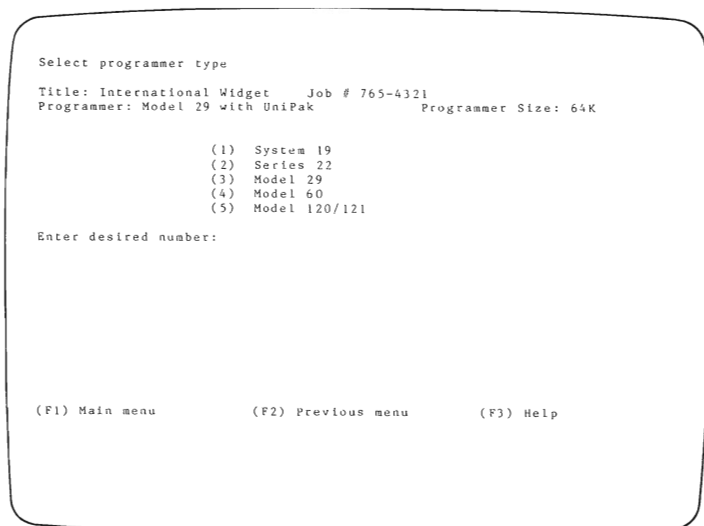 Select programmer type
Title: International Widget Job # 765-4321
Programmer: Model 29 with UniPak Programmer Size: 64K
(1) System 19
(2) Series 22
(3) Model 29
(4) Model 60
(5) Model 120/121
Enter desired number:
(F1) Main menu (F2) Previous menu (F3) Help